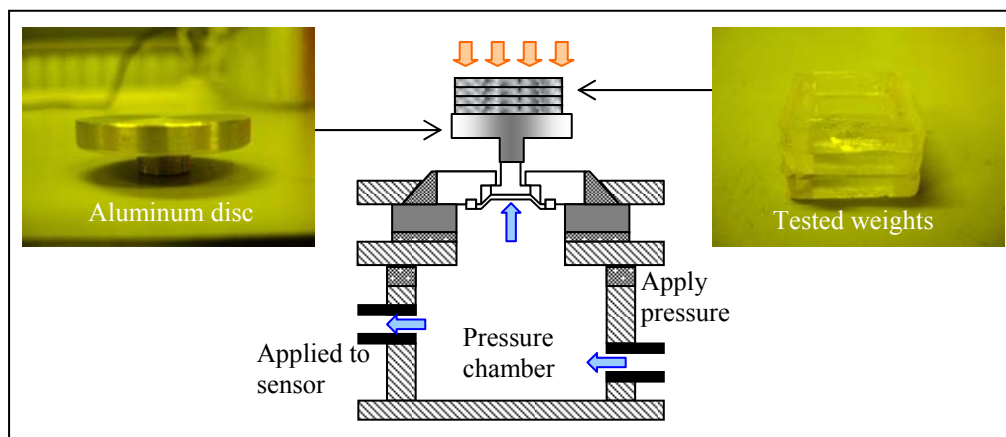 Aluminum disc
Tested weights
Apply
pressure
Applied to
sensor
Pressure
chamber